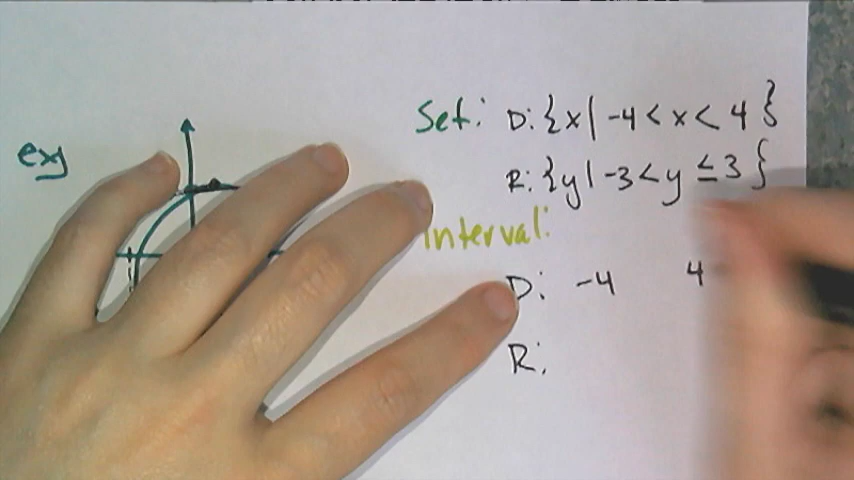 ex)
Set: D: {x | -4 < x < 4}
R: {y | -3 < y ≤ 3}
Interval:
D: -4 4
R: